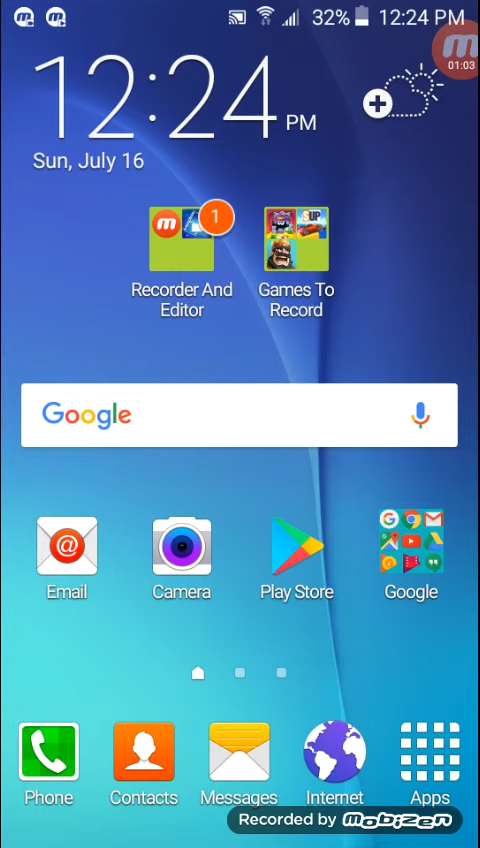 32% 12:24 PM
01:03
12:24 PM
Sun, July 16
1
SUP
Recorder And
Editor
Games To
Record
Google
Email
Camera
Play Store
Google
Phone
Contacts
Messages
Internet
Apps
Recorded by mobizen